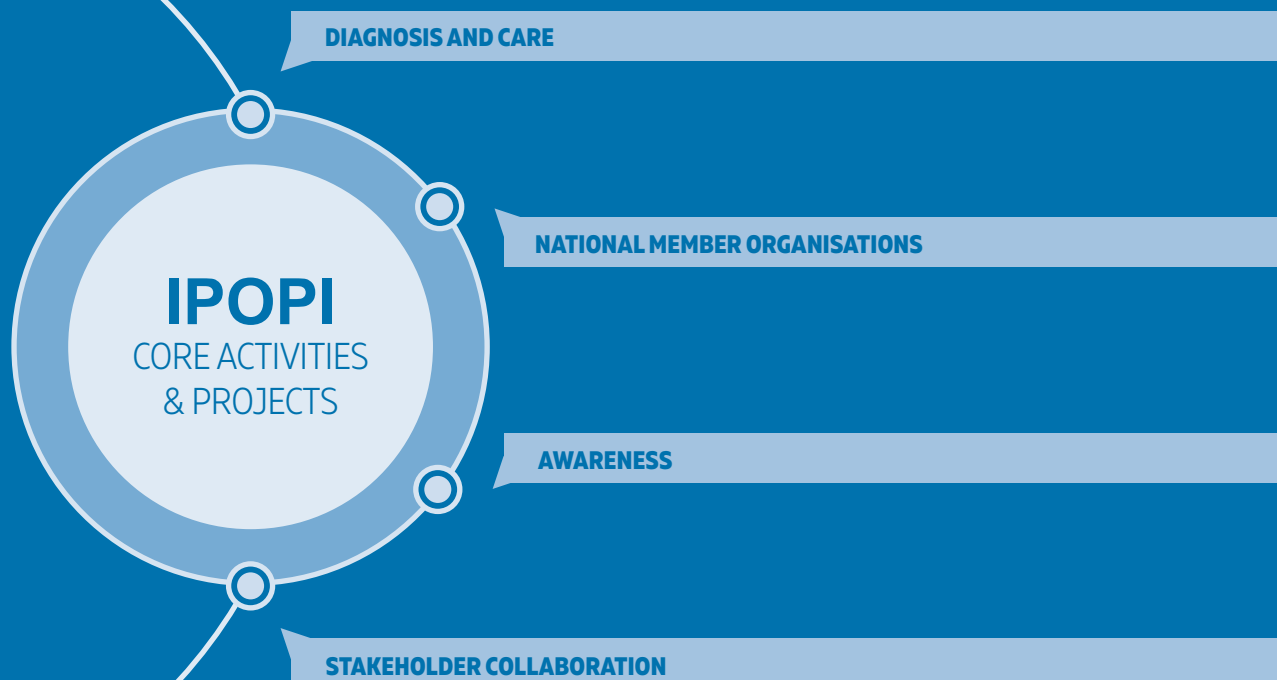 DIAGNOSIS AND CARE
NATIONAL MEMBER ORGANISATIONS
IPOPI
CORE ACTIVITIES
& PROJECTS
AWARENESS
STAKEHOLDER COLLABORATION